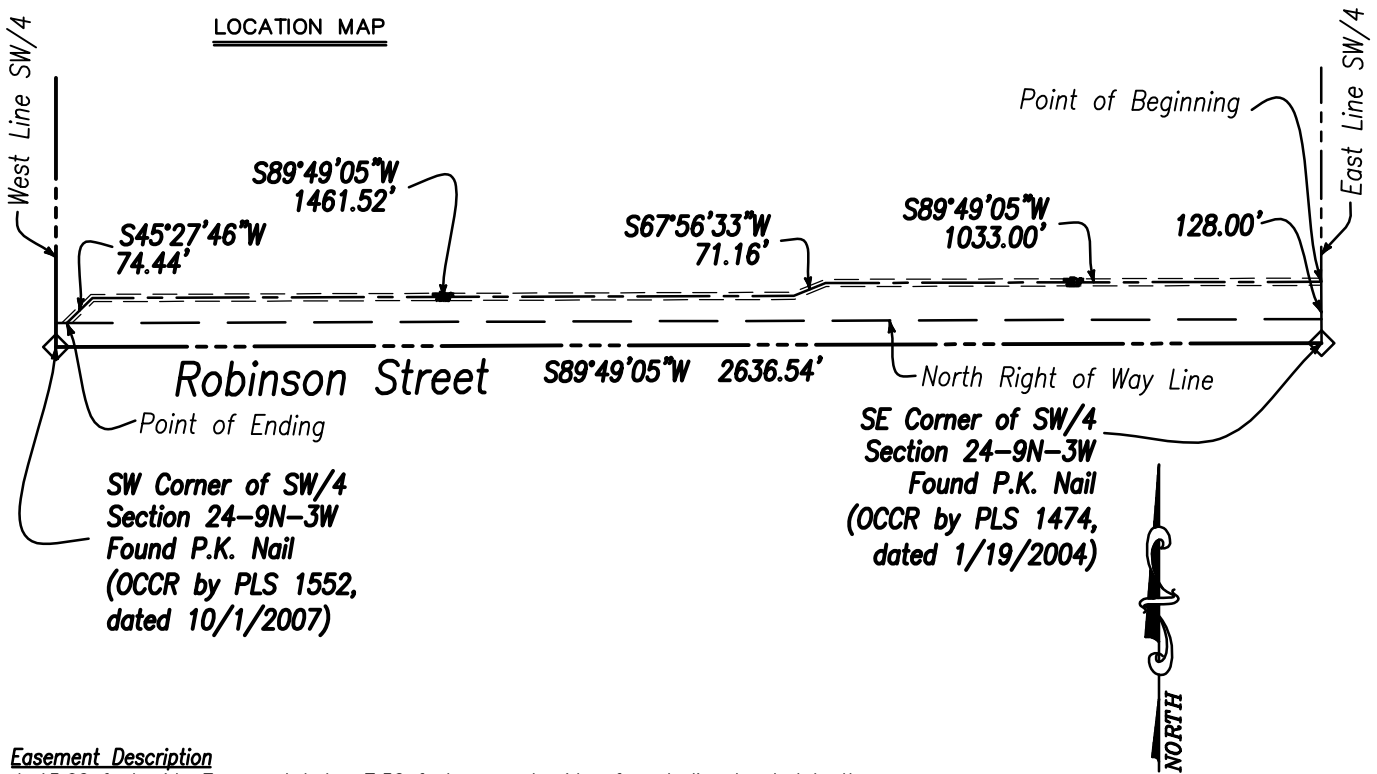 LOCATION MAP
West Line SW/4
East Line SW/4
Point of Beginning
S89°49'05"W
1461.52'
S45°27'46"W
74.44'
S67°56'33"W
71.16'
S89°49'05"W
1033.00'
128.00'
Robinson Street
S89°49'05"W 2636.54'
North Right of Way Line
Point of Ending
SE Corner of SW/4
Section 24-9N-3W
Found P.K. Nail
(OCCR by PLS 1474,
dated 1/19/2004)
SW Corner of SW/4
Section 24-9N-3W
Found P.K. Nail
(OCCR by PLS 1552,
dated 10/1/2007)
NORTH
Easement Description